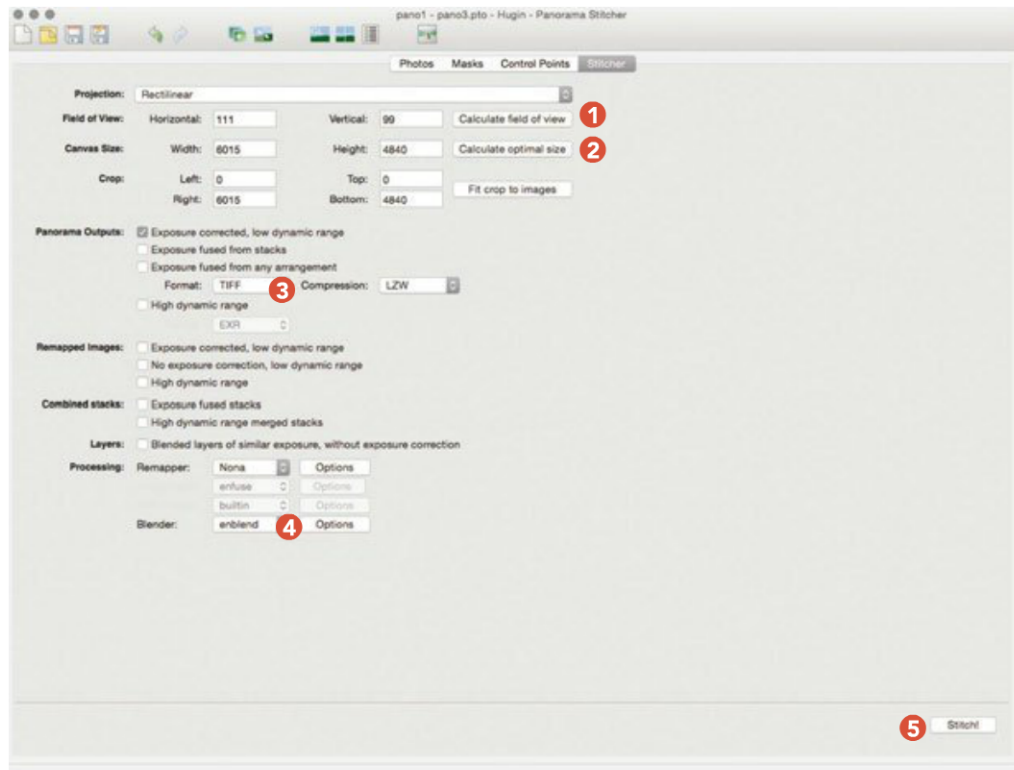 pano1 - pano3.pto - Hugin - Panorama Stitcher
Photos Masks Control Points Stitcher
Projection: Rectilinear
Field of View: Horizontal: 111 Vertical: 99 Calculate field of view 1
Canvas Size: Width: 6015 Height: 4840 Calculate optimal size 2
Crop: Left: 0 Top: 0
Fit crop to images
Right: 6015 Bottom: 4840
Panorama Outputs: Exposure corrected, low dynamic range
Exposure fused from stacks
Exposure fused from any arrangement
Format: TIFF 3 Compression: LZW
High dynamic range
EXR
Remapped Images: Exposure corrected, low dynamic range
No exposure correction, low dynamic range
High dynamic range
Combined stacks: Exposure fused stacks
High dynamic range merged stacks
Layers: Blended layers of similar exposure, without exposure correction
Processing: Remapper: Nona Options
enfuse Options
builtin Options
Blender: enblend 4 Options
5 Stitch!